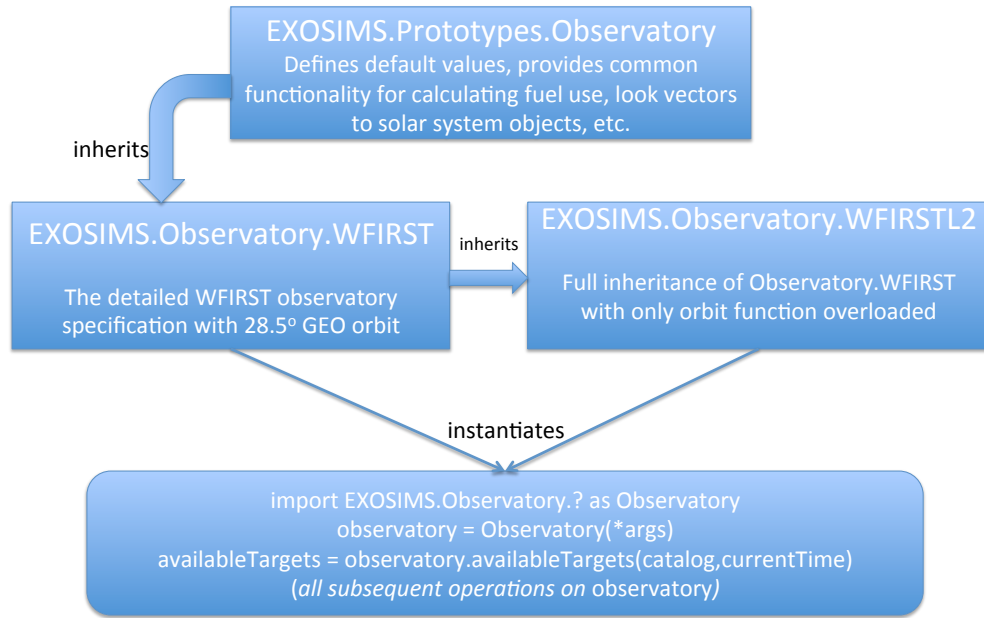 EXOSIMS.Prototypes.Observatory
Defines default values, provides common
functionality for calculating fuel use, look vectors
to solar system objects, etc.
inherits
EXOSIMS.Observatory.WFIRST
The detailed WFIRST observatory
specification with 28.5° GEO orbit
inherits
EXOSIMS.Observatory.WFIRSTL2
Full inheritance of Observatory.WFIRST
with only orbit function overloaded
instantiates
import EXOSIMS.Observatory.? as Observatory
observatory = Observatory(*args)
availableTargets = observatory.availableTargets(catalog,currentTime)
(all subsequent operations on observatory)